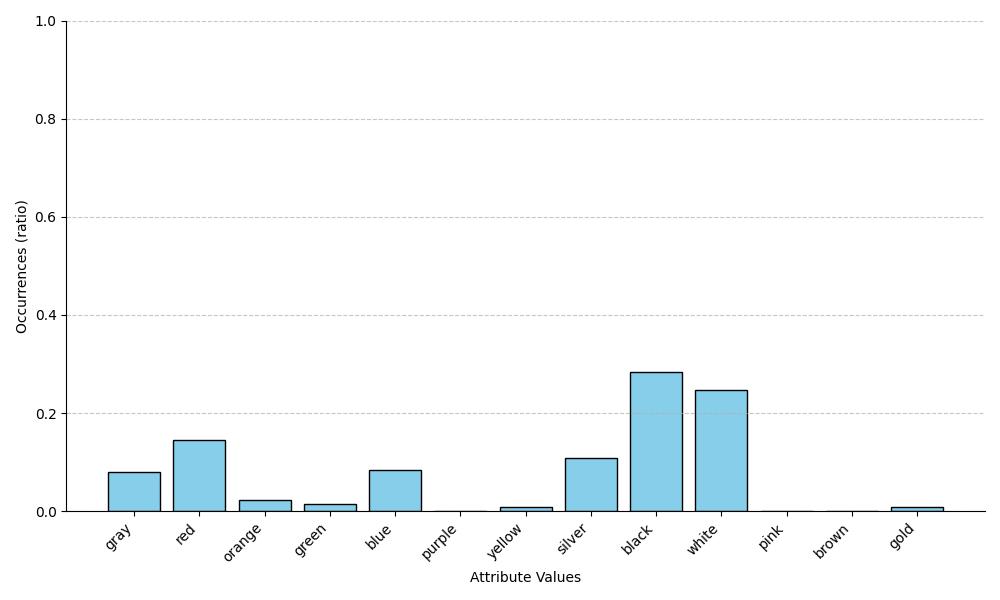 1.0
0.8
0.6
0.4
0.2
0.0
Occurrences (ratio)
gray
red
orange
green
blue
purple
yellow
silver
black
white
pink
brown
gold
Attribute Values